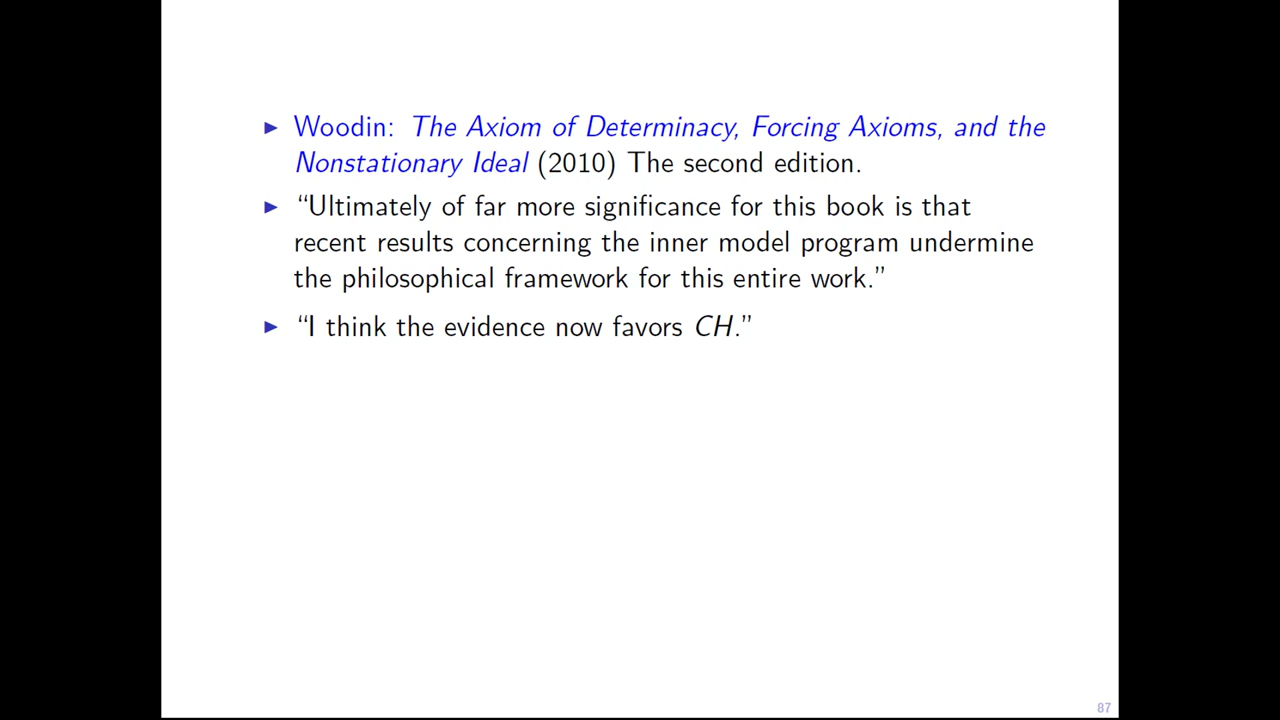 ▶ Woodin: The Axiom of Determinacy, Forcing Axioms, and the
Nonstationary Ideal (2010) The second edition.
▶ “Ultimately of far more significance for this book is that
recent results concerning the inner model program undermine
the philosophical framework for this entire work.”
▶ “I think the evidence now favors CH.”
87